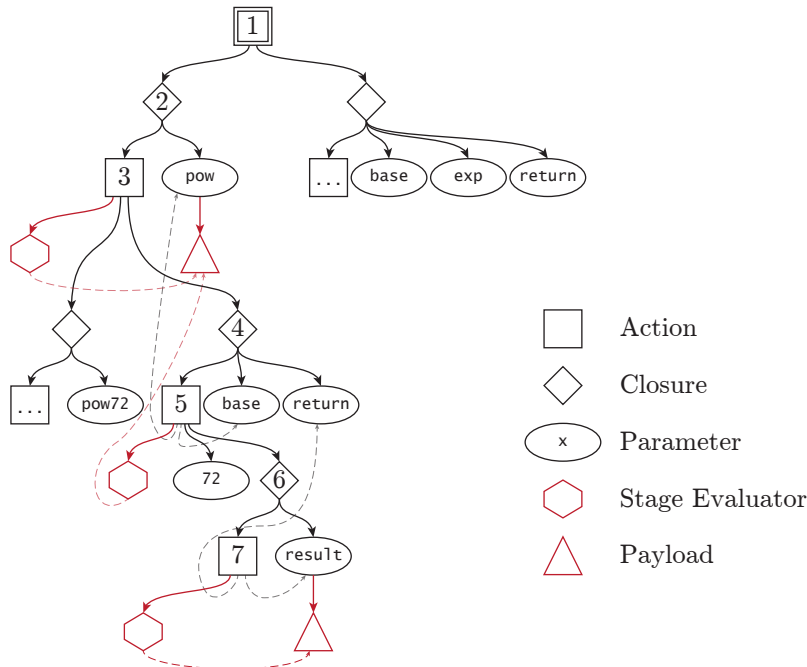 1
2
3
pow
...
base
exp
return
4
...
pow72
5
base
return
72
6
7
result
Action
Closure
x
Parameter
Stage Evaluator
Payload